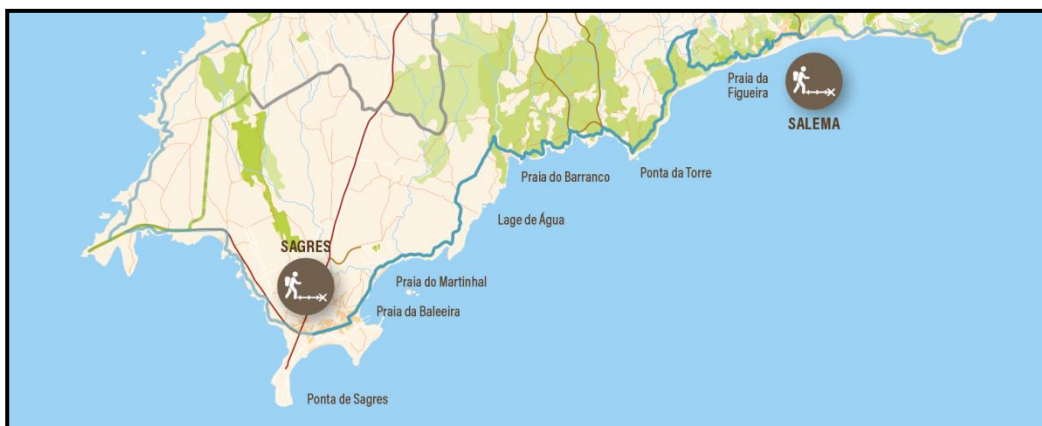 Praia da
Figueira
SALEMA
Praia do Barranco
Ponta da Torre
Lage de Água
SAGRES
Praia do Martinhal
Praia da Baleeira
Ponta de Sagres